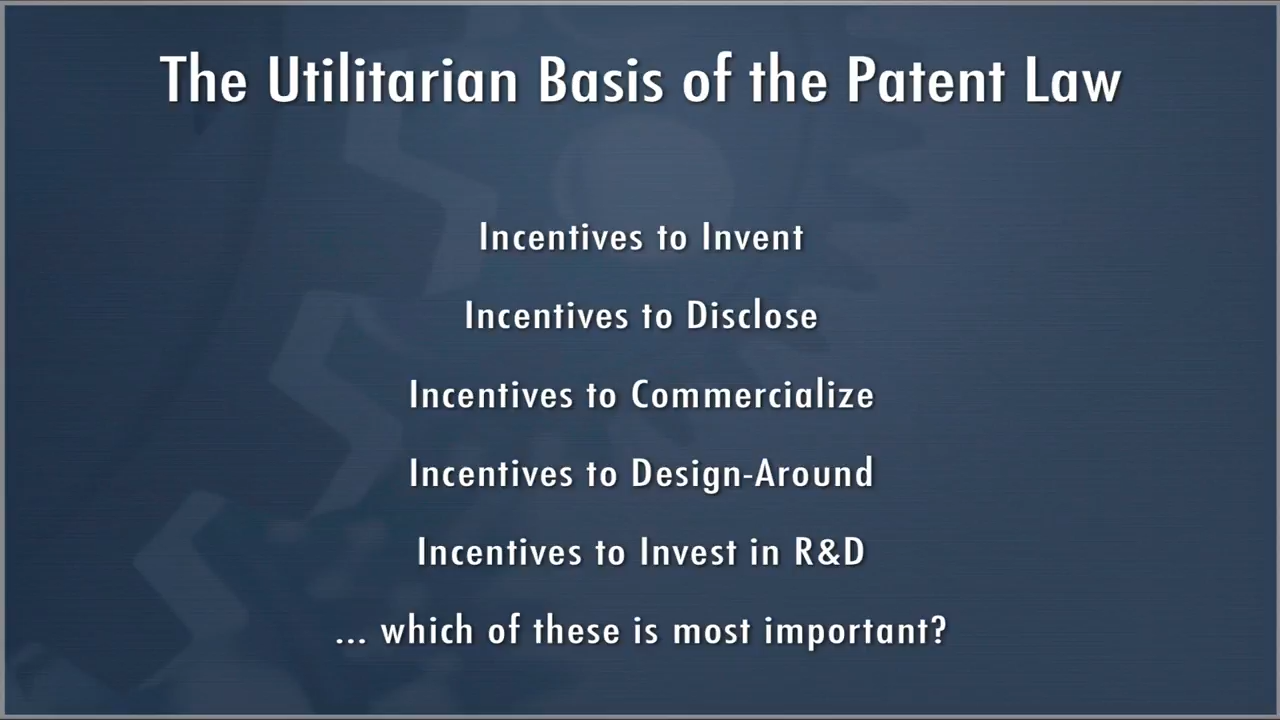 The Utilitarian Basis of the Patent Law
Incentives to Invent
Incentives to Disclose
Incentives to Commercialize
Incentives to Design-Around
Incentives to Invest in R&D
... which of these is most important?